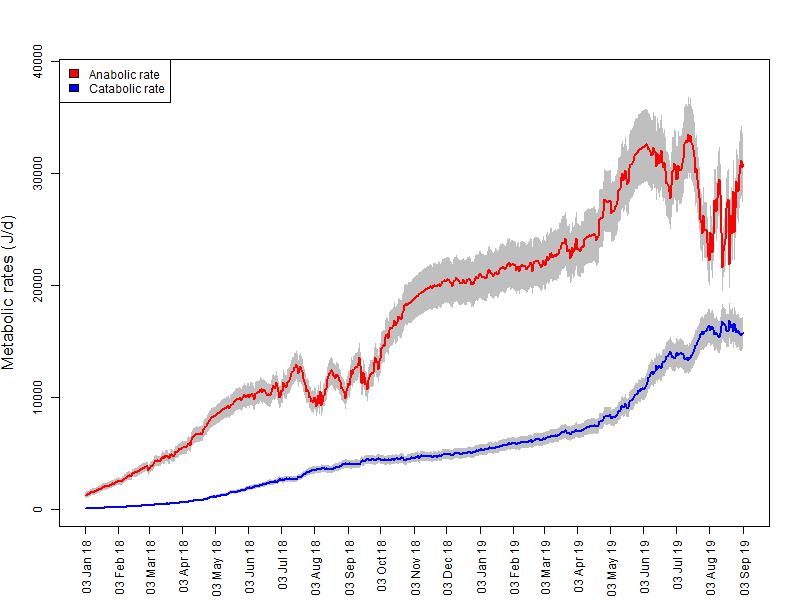 Anabolic rate
Catabolic rate
Metabolic rates (J/d)
40000
30000
20000
10000
0
03 Jan 18
03 Feb 18
03 Mar 18
03 Apr 18
03 May 18
03 Jun 18
03 Jul 18
03 Aug 18
03 Sep 18
03 Oct 18
03 Nov 18
03 Dec 18
03 Jan 19
03 Feb 19
03 Mar 19
03 Apr 19
03 May 19
03 Jun 19
03 Jul 19
03 Aug 19
03 Sep 19